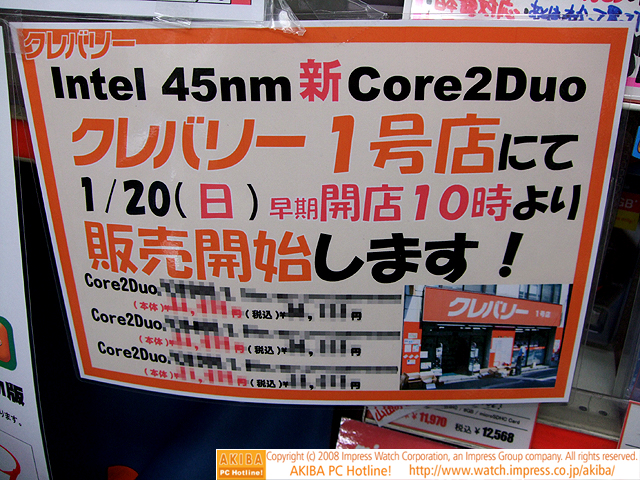 クレバリー
Intel 45nm 新 Core2Duo
クレバリー 1号店にて
1/20(日) 早期開店10時より
販売開始します!
Core2Duo
(本体)¥ 円(税込)¥ 円
Core2Duo
(本体)¥ 円(税込)¥ 円
Core2Duo
(本体)¥ 円(税込)¥ 円
クレバリー 1号店
¥11,970
税込 ¥12,568
AKIBA
PC Hotline!
Copyright (c) 2008 Impress Watch Corporation, an Impress Group company. All rights reserved.
AKIBA PC Hotline! http://www.watch.impress.co.jp/akiba/